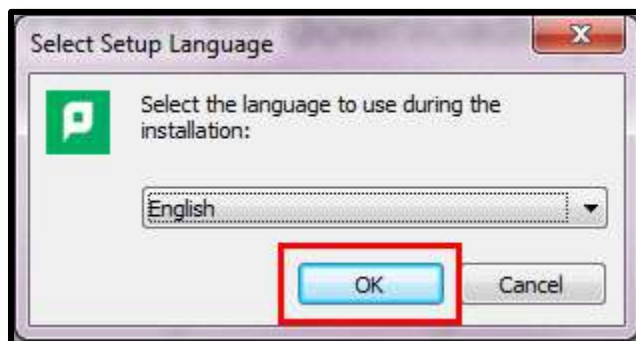 Select Setup Language
Select the language to use during the
installation:
English
OK
Cancel